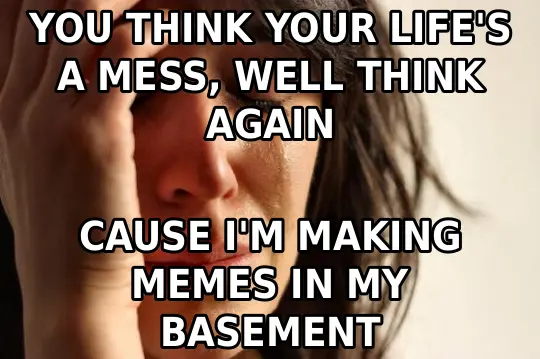 YOU THINK YOUR LIFE'S
A MESS, WELL THINK
AGAIN
CAUSE I'M MAKING
MEMES IN MY
BASEMENT